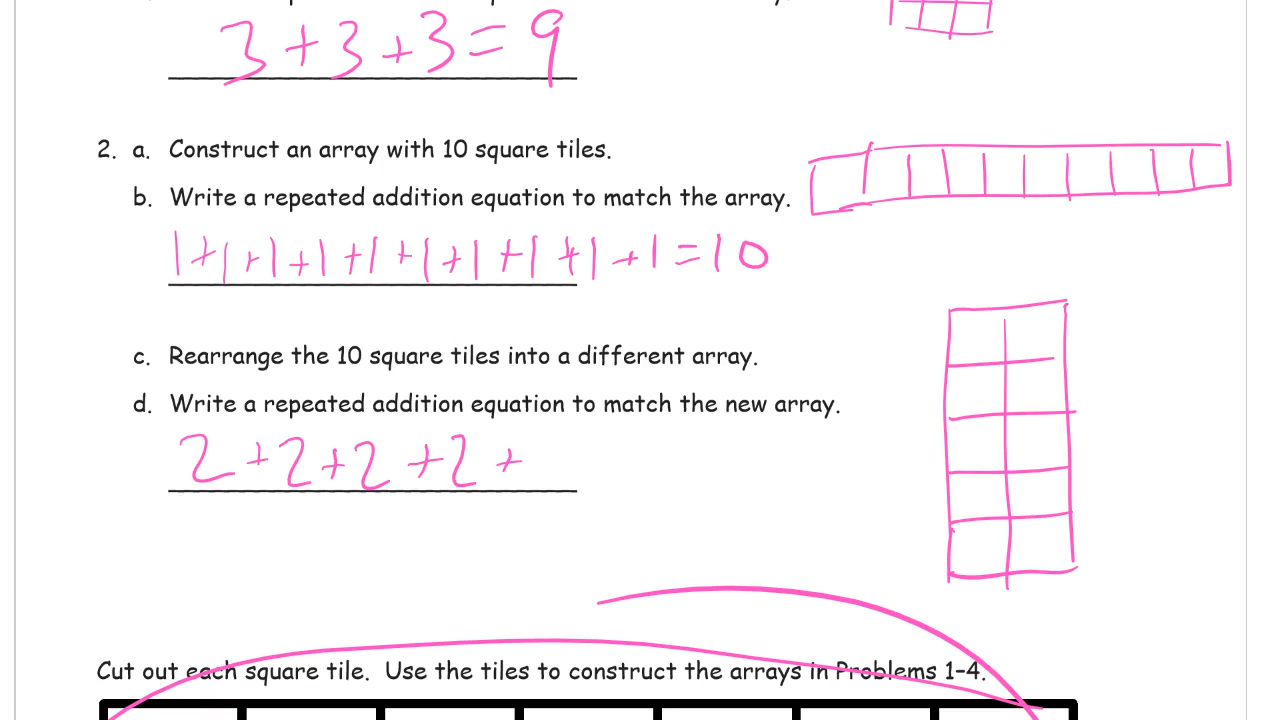 3+3+3=9
2. a. Construct an array with 10 square tiles.
b. Write a repeated addition equation to match the array.
1+1+1+1+1+1+1+1+1+1=10
c. Rearrange the 10 square tiles into a different array.
d. Write a repeated addition equation to match the new array.
2+2+2+2+
Cut out each square tile. Use the tiles to construct the arrays in Problems 1–4.